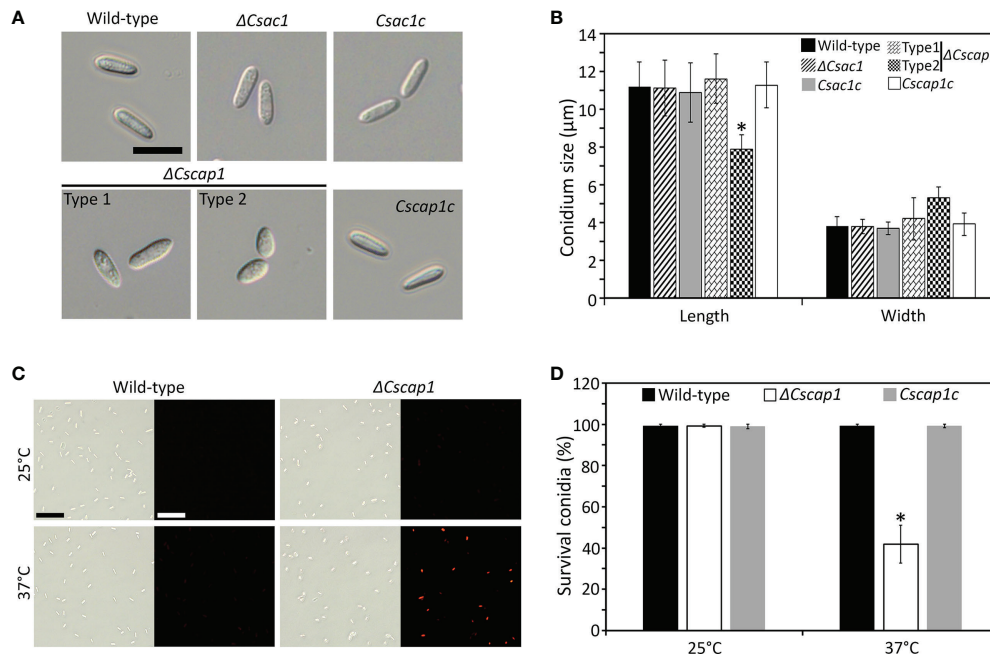 A
Wild-type ΔCsac1 Csac1c
ΔCscap1
Type 1 Type 2 Cscap1c
B
Conidium size (μm)
14
12
10
8
6
4
2
0
Wild-type Type1 ΔCscap
ΔCsac1 Type2
Csac1c Cscap1c
*
Length Width
C
Wild-type ΔCscap1
25°C
37°C
D
Survival conidia (%)
120
100
80
60
40
20
0
Wild-type ΔCscap1 Cscap1c
*
25°C 37°C